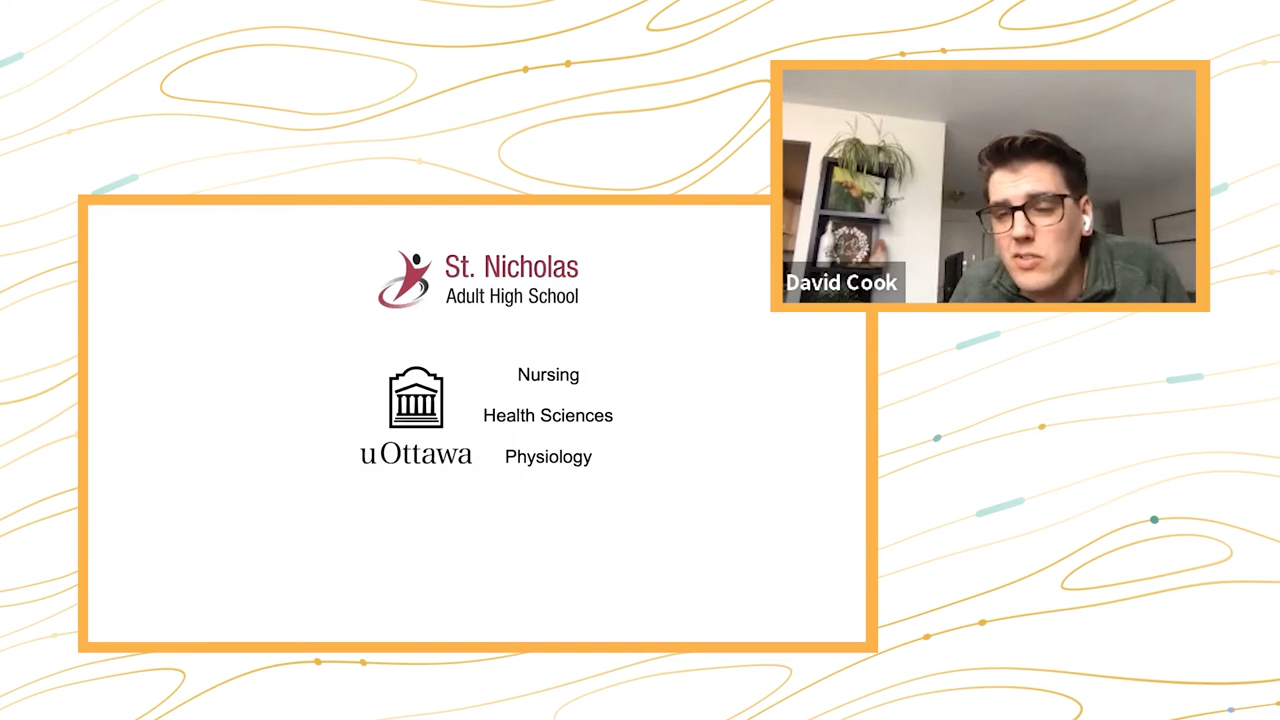 St. Nicholas
Adult High School
uOttawa
Nursing
Health Sciences
Physiology
David Cook